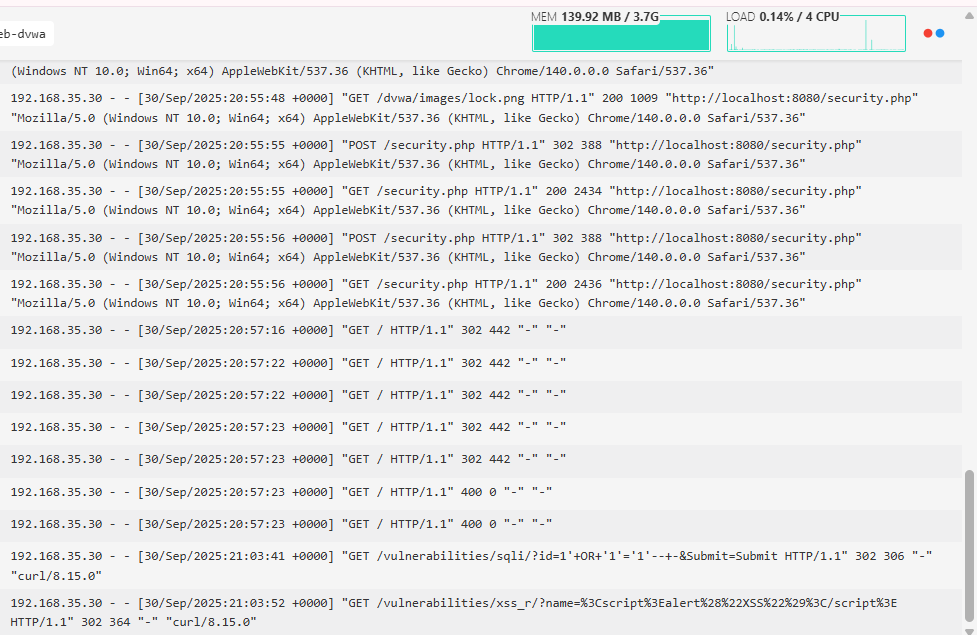 MEM 139.92 MB / 3.7G
LOAD 0.14% / 4 CPU
eb-dvwa
(Windows NT 10.0; Win64; x64) AppleWebKit/537.36 (KHTML, like Gecko) Chrome/140.0.0.0 Safari/537.36"
192.168.35.30 - - [30/Sep/2025:20:55:48 +0000] "GET /dvwa/images/lock.png HTTP/1.1" 200 1009 "http://localhost:8080/security.php"
"Mozilla/5.0 (Windows NT 10.0; Win64; x64) AppleWebKit/537.36 (KHTML, like Gecko) Chrome/140.0.0.0 Safari/537.36"
192.168.35.30 - - [30/Sep/2025:20:55:55 +0000] "POST /security.php HTTP/1.1" 302 388 "http://localhost:8080/security.php"
"Mozilla/5.0 (Windows NT 10.0; Win64; x64) AppleWebKit/537.36 (KHTML, like Gecko) Chrome/140.0.0.0 Safari/537.36"
192.168.35.30 - - [30/Sep/2025:20:55:55 +0000] "GET /security.php HTTP/1.1" 200 2434 "http://localhost:8080/security.php"
"Mozilla/5.0 (Windows NT 10.0; Win64; x64) AppleWebKit/537.36 (KHTML, like Gecko) Chrome/140.0.0.0 Safari/537.36"
192.168.35.30 - - [30/Sep/2025:20:55:56 +0000] "POST /security.php HTTP/1.1" 302 388 "http://localhost:8080/security.php"
"Mozilla/5.0 (Windows NT 10.0; Win64; x64) AppleWebKit/537.36 (KHTML, like Gecko) Chrome/140.0.0.0 Safari/537.36"
192.168.35.30 - - [30/Sep/2025:20:55:56 +0000] "GET /security.php HTTP/1.1" 200 2436 "http://localhost:8080/security.php"
"Mozilla/5.0 (Windows NT 10.0; Win64; x64) AppleWebKit/537.36 (KHTML, like Gecko) Chrome/140.0.0.0 Safari/537.36"
192.168.35.30 - - [30/Sep/2025:20:57:16 +0000] "GET / HTTP/1.1" 302 442 "-" "-"
192.168.35.30 - - [30/Sep/2025:20:57:22 +0000] "GET / HTTP/1.1" 302 442 "-" "-"
192.168.35.30 - - [30/Sep/2025:20:57:22 +0000] "GET / HTTP/1.1" 302 442 "-" "-"
192.168.35.30 - - [30/Sep/2025:20:57:23 +0000] "GET / HTTP/1.1" 302 442 "-" "-"
192.168.35.30 - - [30/Sep/2025:20:57:23 +0000] "GET / HTTP/1.1" 302 442 "-" "-"
192.168.35.30 - - [30/Sep/2025:20:57:23 +0000] "GET / HTTP/1.1" 400 0 "-" "-"
192.168.35.30 - - [30/Sep/2025:20:57:23 +0000] "GET / HTTP/1.1" 400 0 "-" "-"
192.168.35.30 - - [30/Sep/2025:21:03:41 +0000] "GET /vulnerabilities/sqli/?id=1'+OR+'1'='1'--+-&Submit=Submit HTTP/1.1" 302 306 "-"
"curl/8.15.0"
192.168.35.30 - - [30/Sep/2025:21:03:52 +0000] "GET /vulnerabilities/xss_r/?name=%3Cscript%3Ealert%28%22XSS%22%29%3C/script%3E
HTTP/1.1" 302 364 "-" "curl/8.15.0"